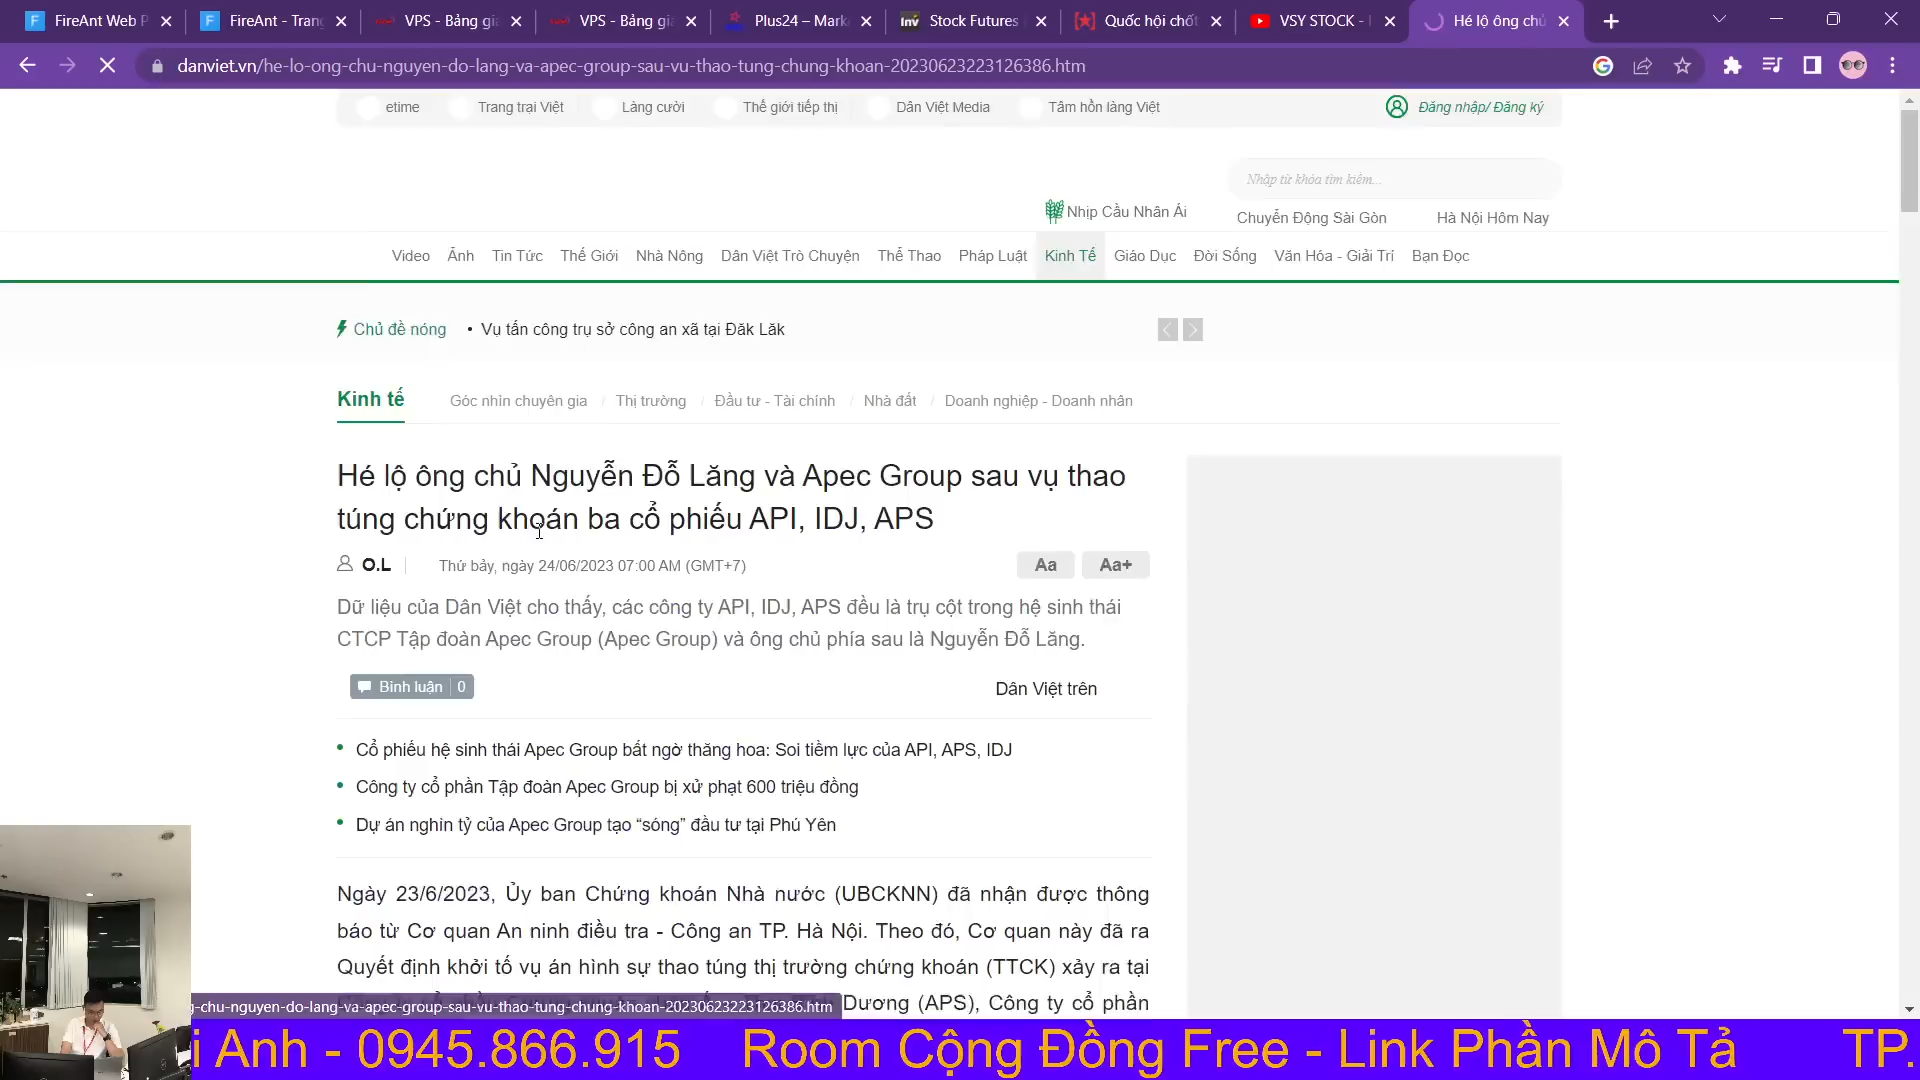 FireAnt Web P
FireAnt - Trang
VPS - Bảng gi
VPS - Bảng gi
Plus24 – Mark
Stock Futures
Quốc hội chốt
VSY STOCK -
Hé lộ ông chủ
danviet.vn/he-lo-ong-chu-nguyen-do-lang-va-apec-group-sau-vu-thao-tung-chung-khoan-20230623223126386.htm
etime
Trang trại Việt
Làng cười
Thế giới tiếp thị
Dân Việt Media
Tâm hồn làng Việt
Đăng nhập/ Đăng ký
Nhập từ khóa tìm kiếm...
Nhịp Cầu Nhân Ái
Chuyển Động Sài Gòn
Hà Nội Hôm Nay
Video Ảnh Tin Tức Thế Giới Nhà Nông Dân Việt Trò Chuyện Thể Thao Pháp Luật Kinh Tế Giáo Dục Đời Sống Văn Hóa - Giải Trí Bạn Đọc
Chủ đề nóng • Vụ tấn công trụ sở công an xã tại Đăk Lăk
Kinh tế Góc nhìn chuyên gia / Thị trường / Đầu tư - Tài chính / Nhà đất / Doanh nghiệp - Doanh nhân
Hé lộ ông chủ Nguyễn Đỗ Lăng và Apec Group sau vụ thao
túng chứng khoán ba cổ phiếu API, IDJ, APS
O.L Thứ bảy, ngày 24/06/2023 07:00 AM (GMT+7)
Aa Aa+
Dữ liệu của Dân Việt cho thấy, các công ty API, IDJ, APS đều là trụ cột trong hệ sinh thái
CTCP Tập đoàn Apec Group (Apec Group) và ông chủ phía sau là Nguyễn Đỗ Lăng.
Bình luận 0
Dân Việt trên
• Cổ phiếu hệ sinh thái Apec Group bất ngờ thăng hoa: Soi tiềm lực của API, APS, IDJ
• Công ty cổ phần Tập đoàn Apec Group bị xử phạt 600 triệu đồng
• Dự án nghìn tỷ của Apec Group tạo “sóng” đầu tư tại Phú Yên
Ngày 23/6/2023, Ủy ban Chứng khoán Nhà nước (UBCKNN) đã nhận được thông
báo từ Cơ quan An ninh điều tra - Công an TP. Hà Nội. Theo đó, Cơ quan này đã ra
Quyết định khởi tố vụ án hình sự thao túng thị trường chứng khoán (TTCK) xảy ra tại
Dương (APS), Công ty cổ phần
g-chu-nguyen-do-lang-va-apec-group-sau-vu-thao-tung-chung-khoan-20230623223126386.htm
i Anh - 0945.866.915 Room Cộng Đồng Free - Link Phần Mô Tả TP.